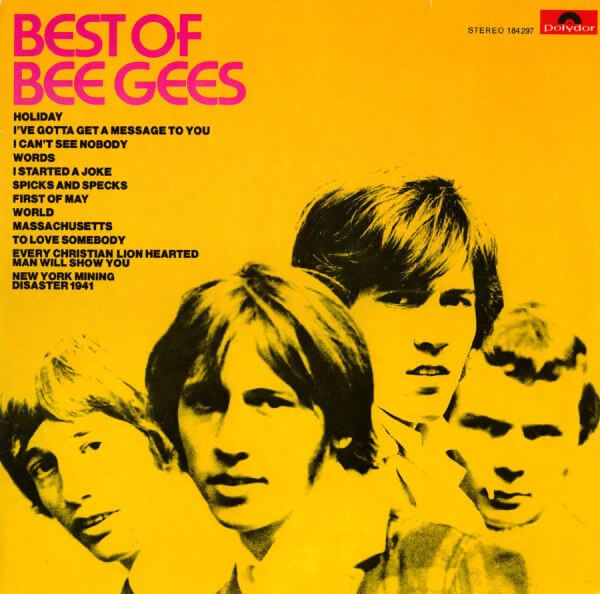 BEST OF
BEE GEES
STEREO 184 297
Polydor
HOLIDAY
I'VE GOTTA GET A MESSAGE TO YOU
I CAN'T SEE NOBODY
WORDS
I STARTED A JOKE
SPICKS AND SPECKS
FIRST OF MAY
WORLD
MASSACHUSETTS
TO LOVE SOMEBODY
EVERY CHRISTIAN LION HEARTED
MAN WILL SHOW YOU
NEW YORK MINING
DISASTER 1941